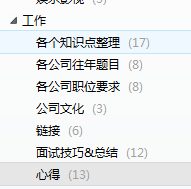 工作
各个知识点整理 (17)
各公司往年题目 (8)
各公司职位要求 (8)
公司文化 (3)
链接 (6)
面试技巧&总结 (12)
心得 (13)